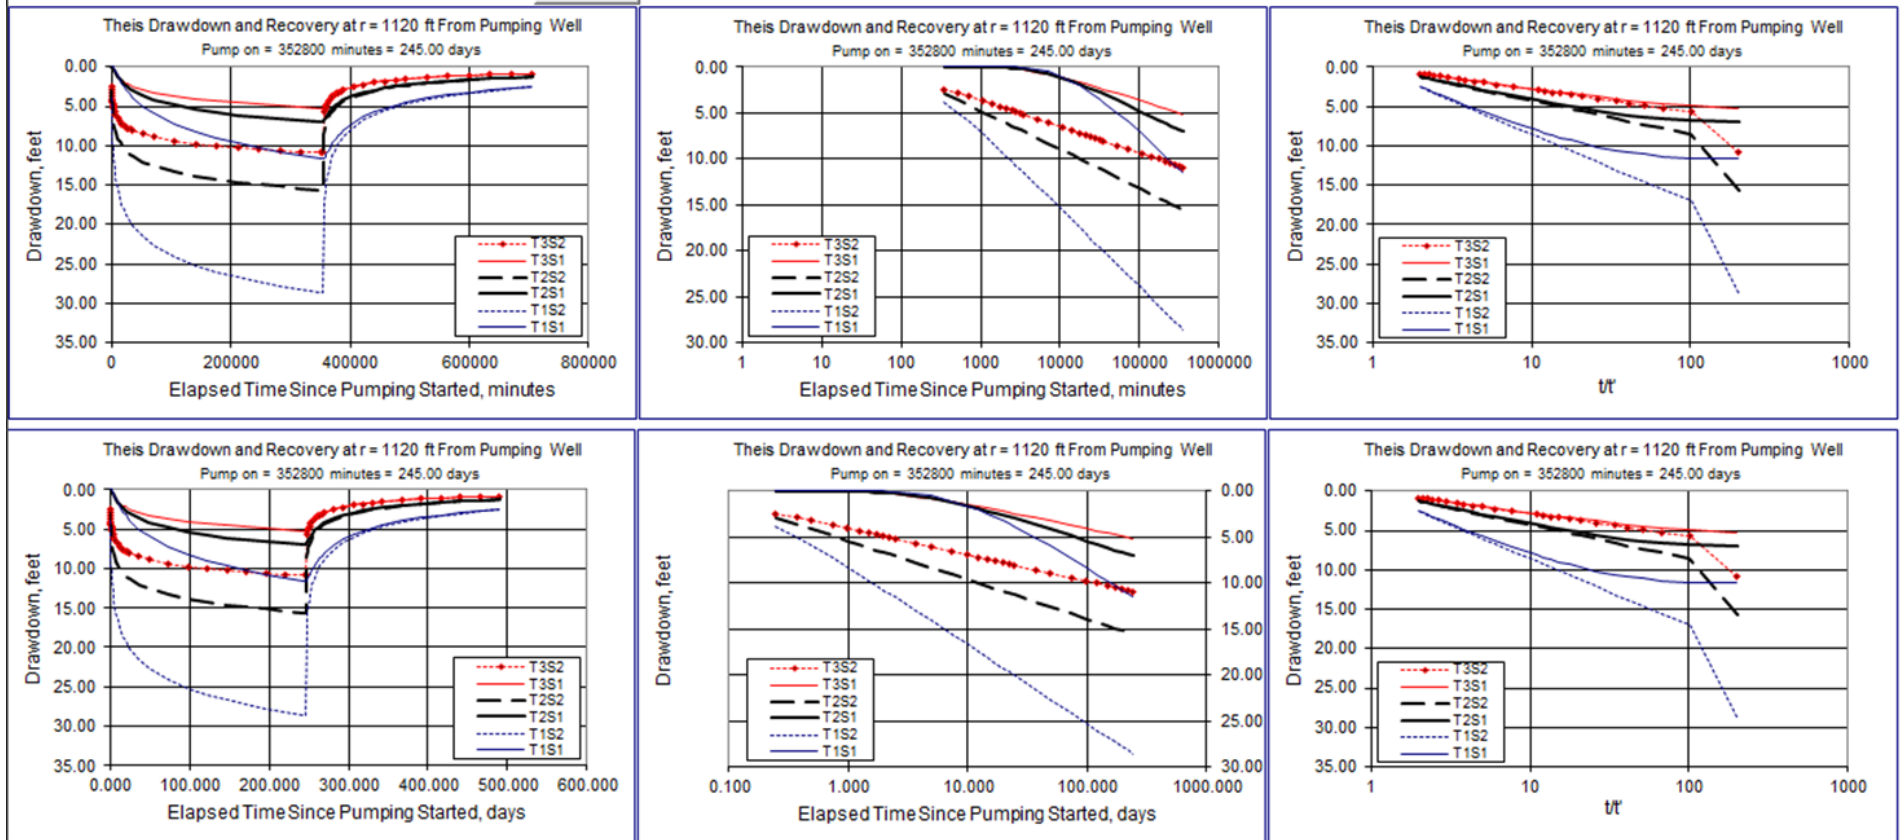 Theis Drawdown and Recovery at r = 1120 ft From Pumping Well
Pump on = 352800 minutes = 245.00 days
0.00
5.00
10.00
15.00
20.00
25.00
30.00
35.00
Drawdown, feet
T3S2
T3S1
T2S2
T2S1
T1S2
T1S1
0 200000 400000 600000 800000
Elapsed Time Since Pumping Started, minutes
Theis Drawdown and Recovery at r = 1120 ft From Pumping Well
Pump on = 352800 minutes = 245.00 days
0.00
5.00
10.00
15.00
20.00
25.00
30.00
Drawdown, feet
T3S2
T3S1
T2S2
T2S1
T1S2
T1S1
1 10 100 1000 10000 100000 1000000
Elapsed Time Since Pumping Started, minutes
Theis Drawdown and Recovery at r = 1120 ft From Pumping Well
Pump on = 352800 minutes = 245.00 days
0.00
5.00
10.00
15.00
20.00
25.00
30.00
35.00
Drawdown, feet
T3S2
T3S1
T2S2
T2S1
T1S2
T1S1
1 10 100 1000
t/t'
Theis Drawdown and Recovery at r = 1120 ft From Pumping Well
Pump on = 352800 minutes = 245.00 days
0.00
5.00
10.00
15.00
20.00
25.00
30.00
35.00
Drawdown, feet
T3S2
T3S1
T2S2
T2S1
T1S2
T1S1
0.000 100.000 200.000 300.000 400.000 500.000 600.000
Elapsed Time Since Pumping Started, days
Theis Drawdown and Recovery at r = 1120 ft From Pumping Well
Pump on = 352800 minutes = 245.00 days
0.00
5.00
10.00
15.00
20.00
25.00
30.00
Drawdown, feet
T3S2
T3S1
T2S2
T2S1
T1S2
T1S1
0.100 1.000 10.000 100.000 1000.000
Elapsed Time Since Pumping Started, days
Theis Drawdown and Recovery at r = 1120 ft From Pumping Well
Pump on = 352800 minutes = 245.00 days
0.00
5.00
10.00
15.00
20.00
25.00
30.00
35.00
Drawdown, feet
T3S2
T3S1
T2S2
T2S1
T1S2
T1S1
1 10 100 1000
t/t'